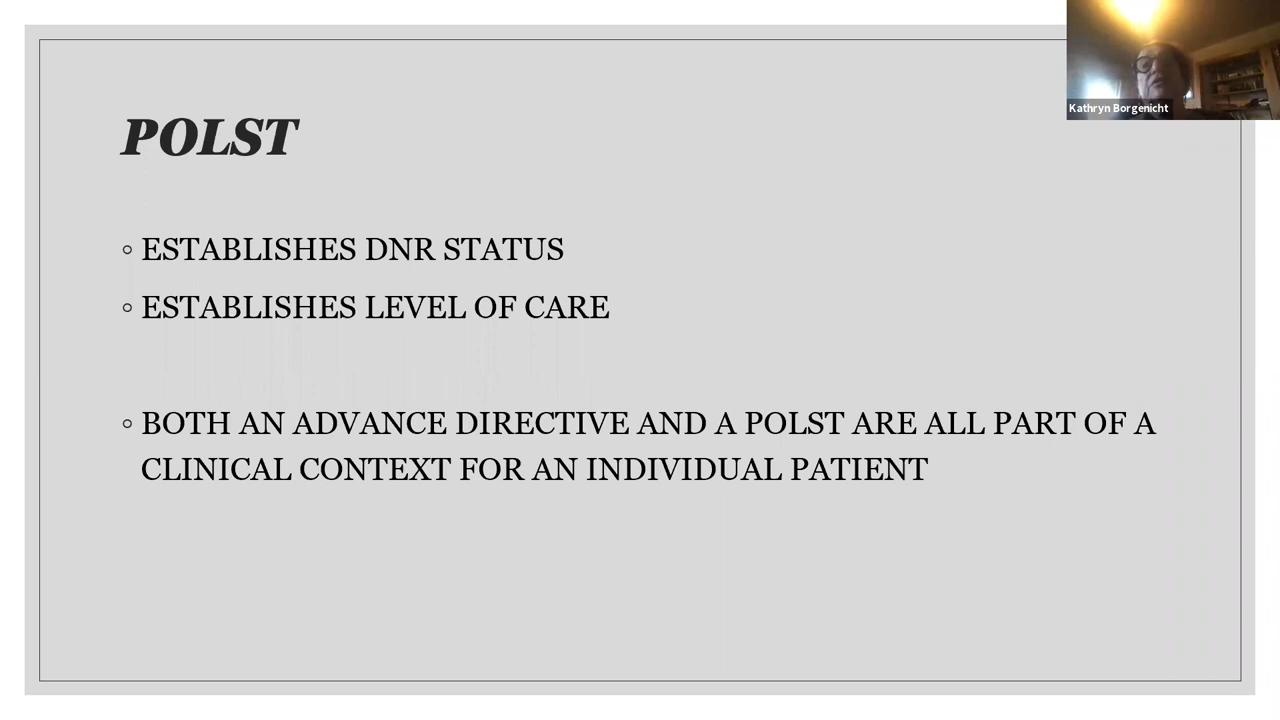 POLST
◦ ESTABLISHES DNR STATUS
◦ ESTABLISHES LEVEL OF CARE
◦ BOTH AN ADVANCE DIRECTIVE AND A POLST ARE ALL PART OF A
CLINICAL CONTEXT FOR AN INDIVIDUAL PATIENT
Kathryn Borgenicht